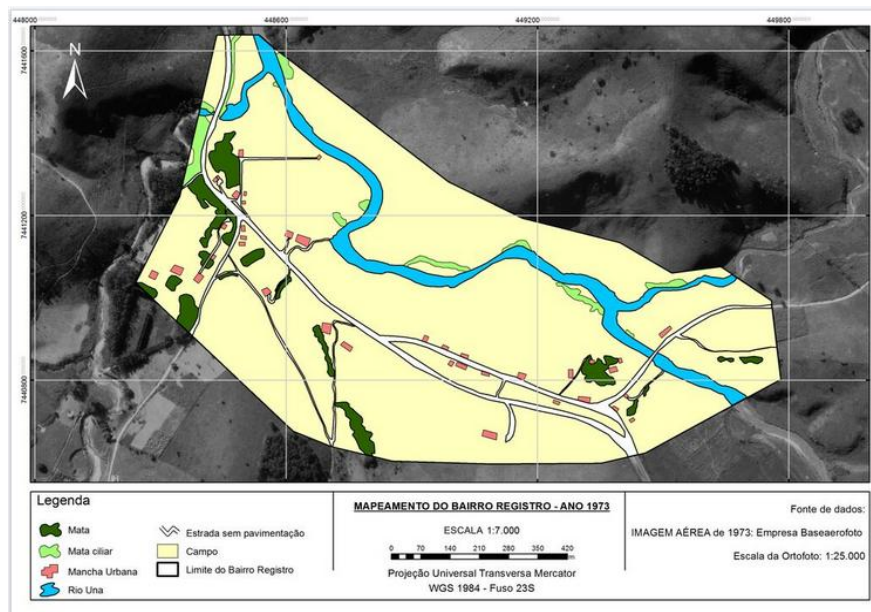 448000 448600 449200 449800
7441600
N
7441200
7440800
Legenda
Mata
Mata ciliar
Mancha Urbana
Rio Una
Estrada sem pavimentação
Campo
Limite do Bairro Registro
MAPEAMENTO DO BAIRRO REGISTRO - ANO 1973
ESCALA 1:7.000
0 70 140 210 280 350 420
m
Projeção Universal Transversa Mercator
WGS 1984 - Fuso 23S
Fonte de dados:
IMAGEM AÉREA de 1973: Empresa Baseaerofoto
Escala da Ortofoto: 1:25.000